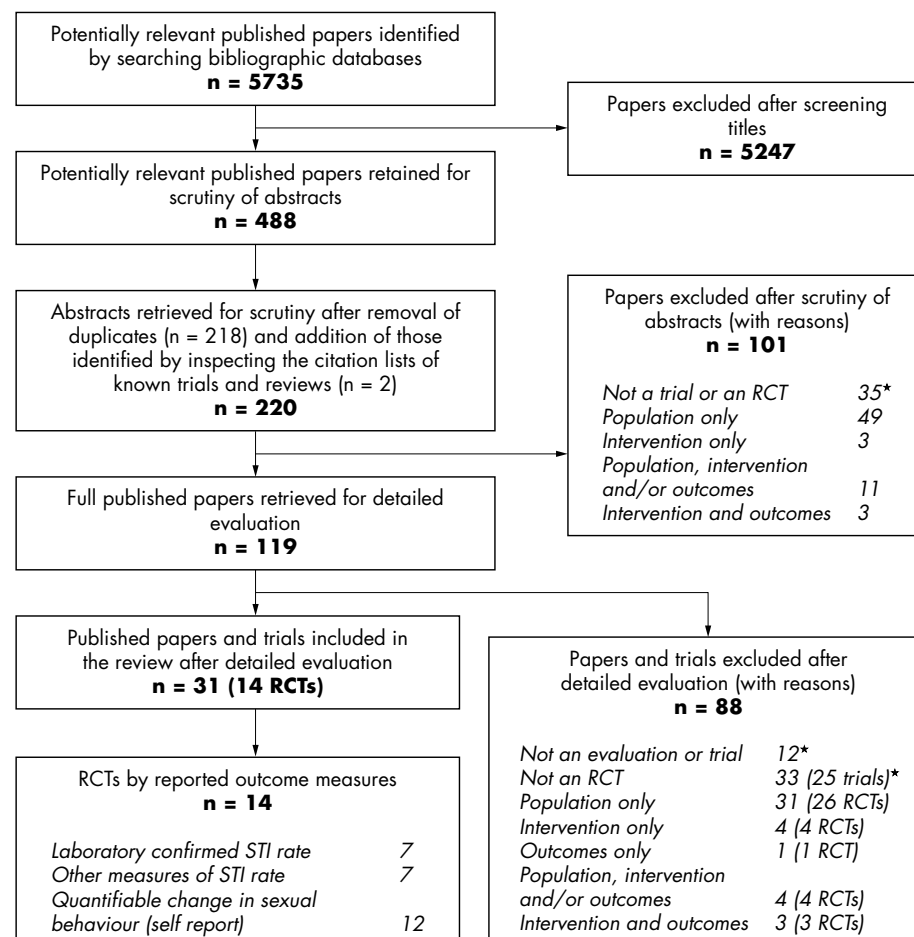 Potentially relevant published papers identified
by searching bibliographic databases
n = 5735
Papers excluded after screening
titles
n = 5247
Potentially relevant published papers retained for
scrutiny of abstracts
n = 488
Abstracts retrieved for scrutiny after removal of
duplicates (n = 218) and addition of those
identified by inspecting the citation lists of
known trials and reviews (n = 2)
n = 220
Papers excluded after scrutiny of
abstracts (with reasons)
n = 101
Not a trial or an RCT 35★
Population only 49
Intervention only 3
Population, intervention
and/or outcomes 11
Intervention and outcomes 3
Full published papers retrieved for detailed
evaluation
n = 119
Published papers and trials included in
the review after detailed evaluation
n = 31 (14 RCTs)
Papers and trials excluded after
detailed evaluation (with reasons)
n = 88
Not an evaluation or trial 12★
Not an RCT 33 (25 trials)★
Population only 31 (26 RCTs)
Intervention only 4 (4 RCTs)
Outcomes only 1 (1 RCT)
Population, intervention
and/or outcomes 4 (4 RCTs)
Intervention and outcomes 3 (3 RCTs)
RCTs by reported outcome measures
n = 14
Laboratory confirmed STI rate 7
Other measures of STI rate 7
Quantifiable change in sexual
behaviour (self report) 12